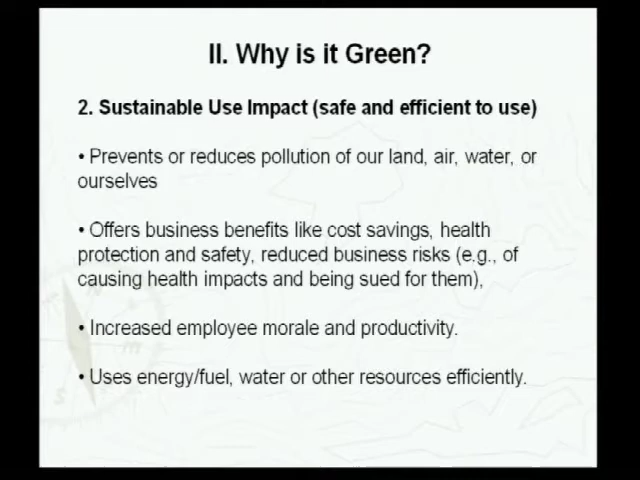 II. Why is it Green?
2. Sustainable Use Impact (safe and efficient to use)
• Prevents or reduces pollution of our land, air, water, or
ourselves
• Offers business benefits like cost savings, health
protection and safety, reduced business risks (e.g., of
causing health impacts and being sued for them),
• Increased employee morale and productivity.
• Uses energy/fuel, water or other resources efficiently.
N
m
S